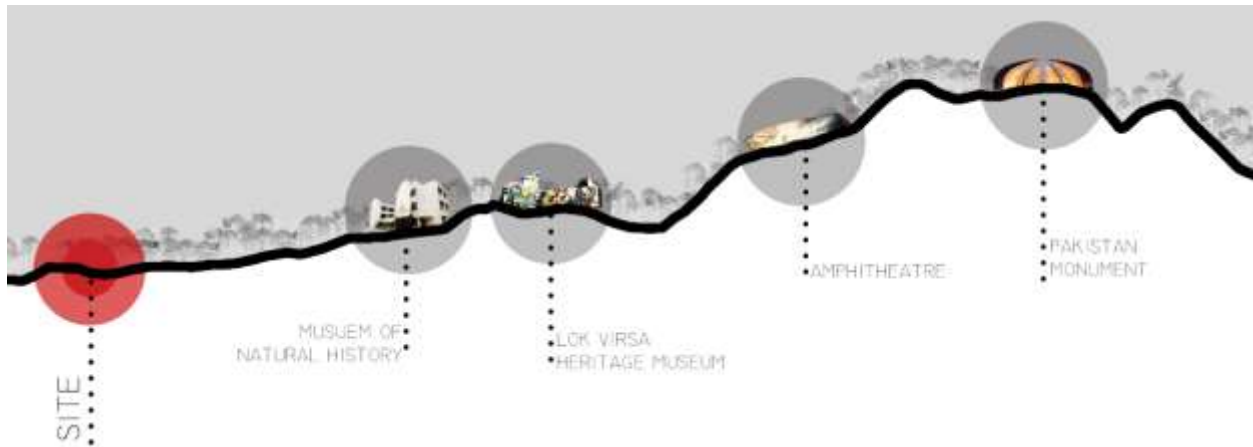 SITE
MUSUEM OF
NATURAL HISTORY
LOK VIRSA
HERITAGE MUSEUM
AMPHITHEATRE
PAKISTAN
MONUMENT